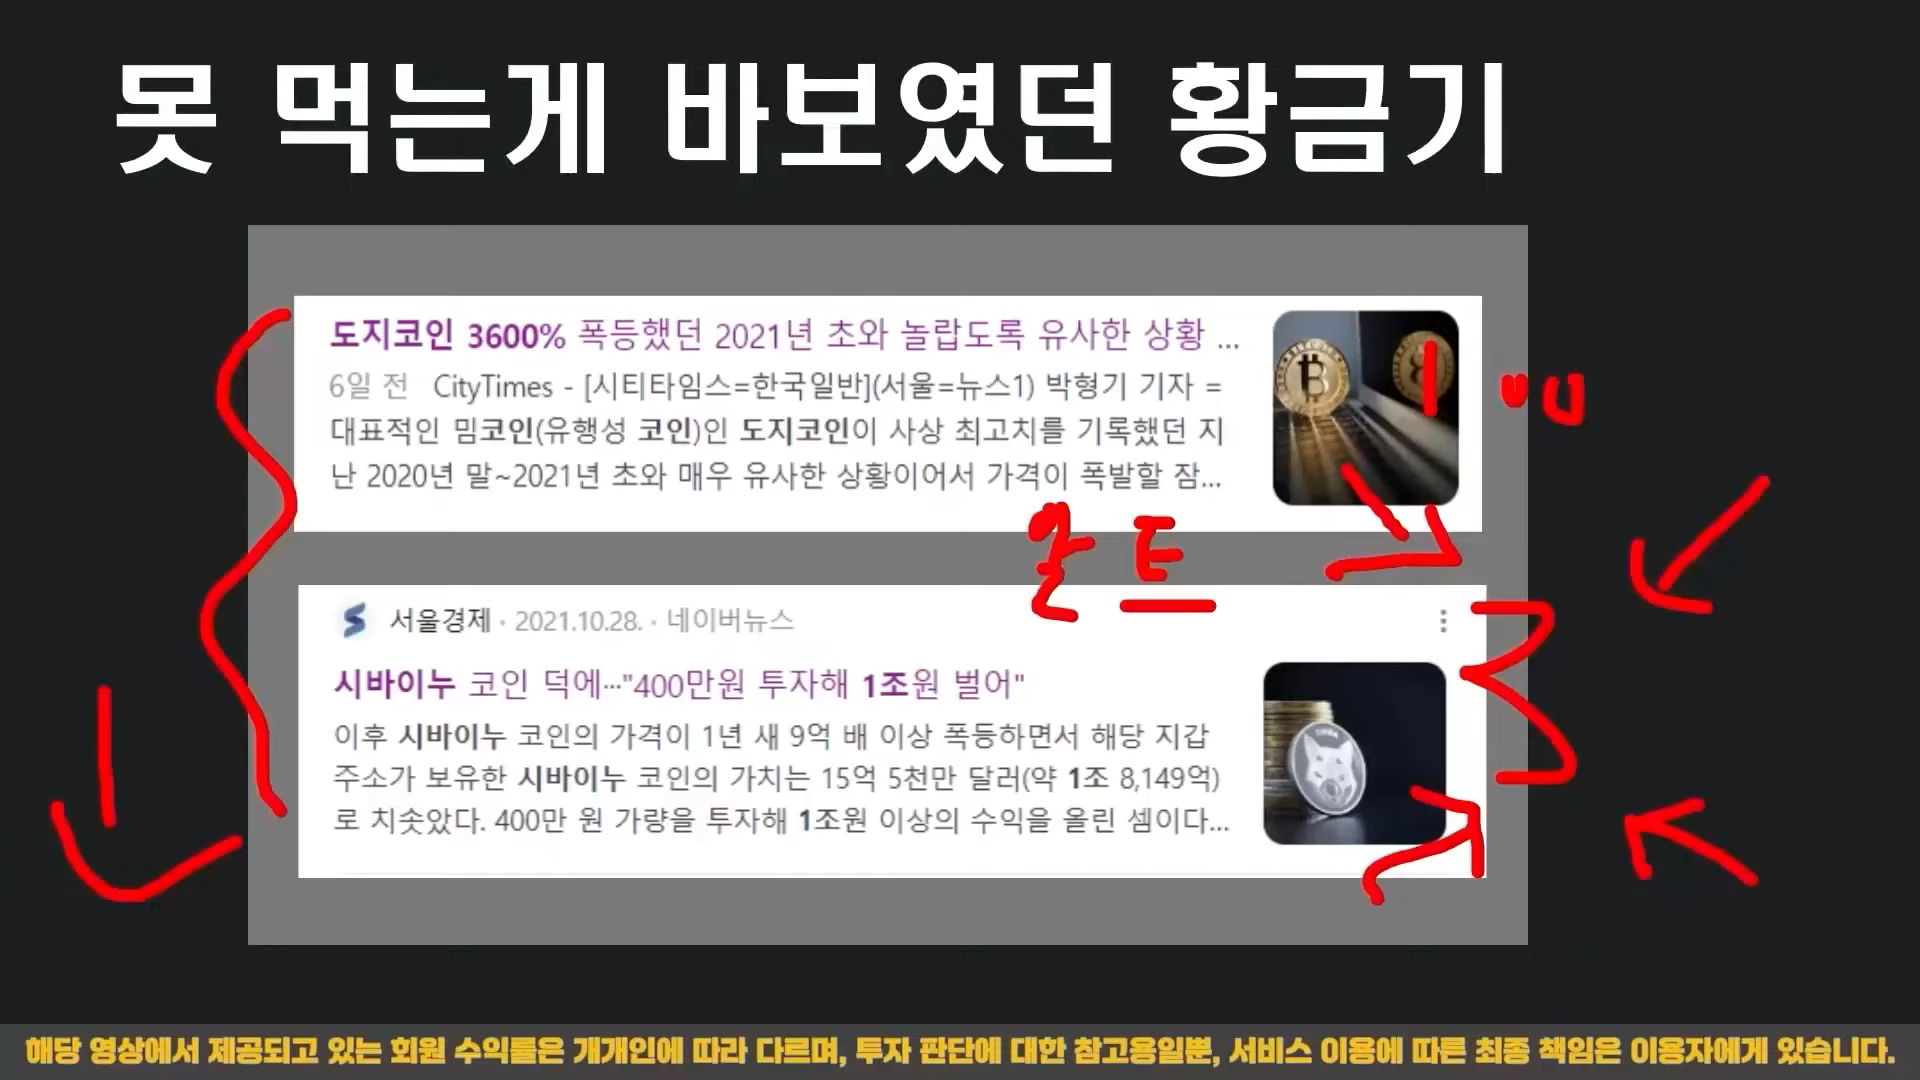 못 먹는게 바보였던 황금기
도지코인 3600% 폭등했던 2021년 초와 놀랍도록 유사한 상황 ...
6일 전 CityTimes - [시티타임스=한국일반](서울=뉴스1) 박형기 기자 =
대표적인 밈코인(유행성 코인)인 도지코인이 사상 최고치를 기록했던 지
난 2020년 말~2021년 초와 매우 유사한 상황이어서 가격이 폭발할 잠...
100
알트
서울경제 · 2021.10.28. · 네이버뉴스
시바이누 코인 덕에…"400만원 투자해 1조원 벌어"
이후 시바이누 코인의 가격이 1년 새 9억 배 이상 폭등하면서 해당 지갑
주소가 보유한 시바이누 코인의 가치는 15억 5천만 달러(약 1조 8,149억)
로 치솟았다. 400만 원 가량을 투자해 1조원 이상의 수익을 올린 셈이다...
해당 영상에서 제공되고 있는 회원 수익률은 개개인에 따라 다르며, 투자 판단에 대한 참고용일뿐, 서비스 이용에 따른 최종 책임은 이용자에게 있습니다.